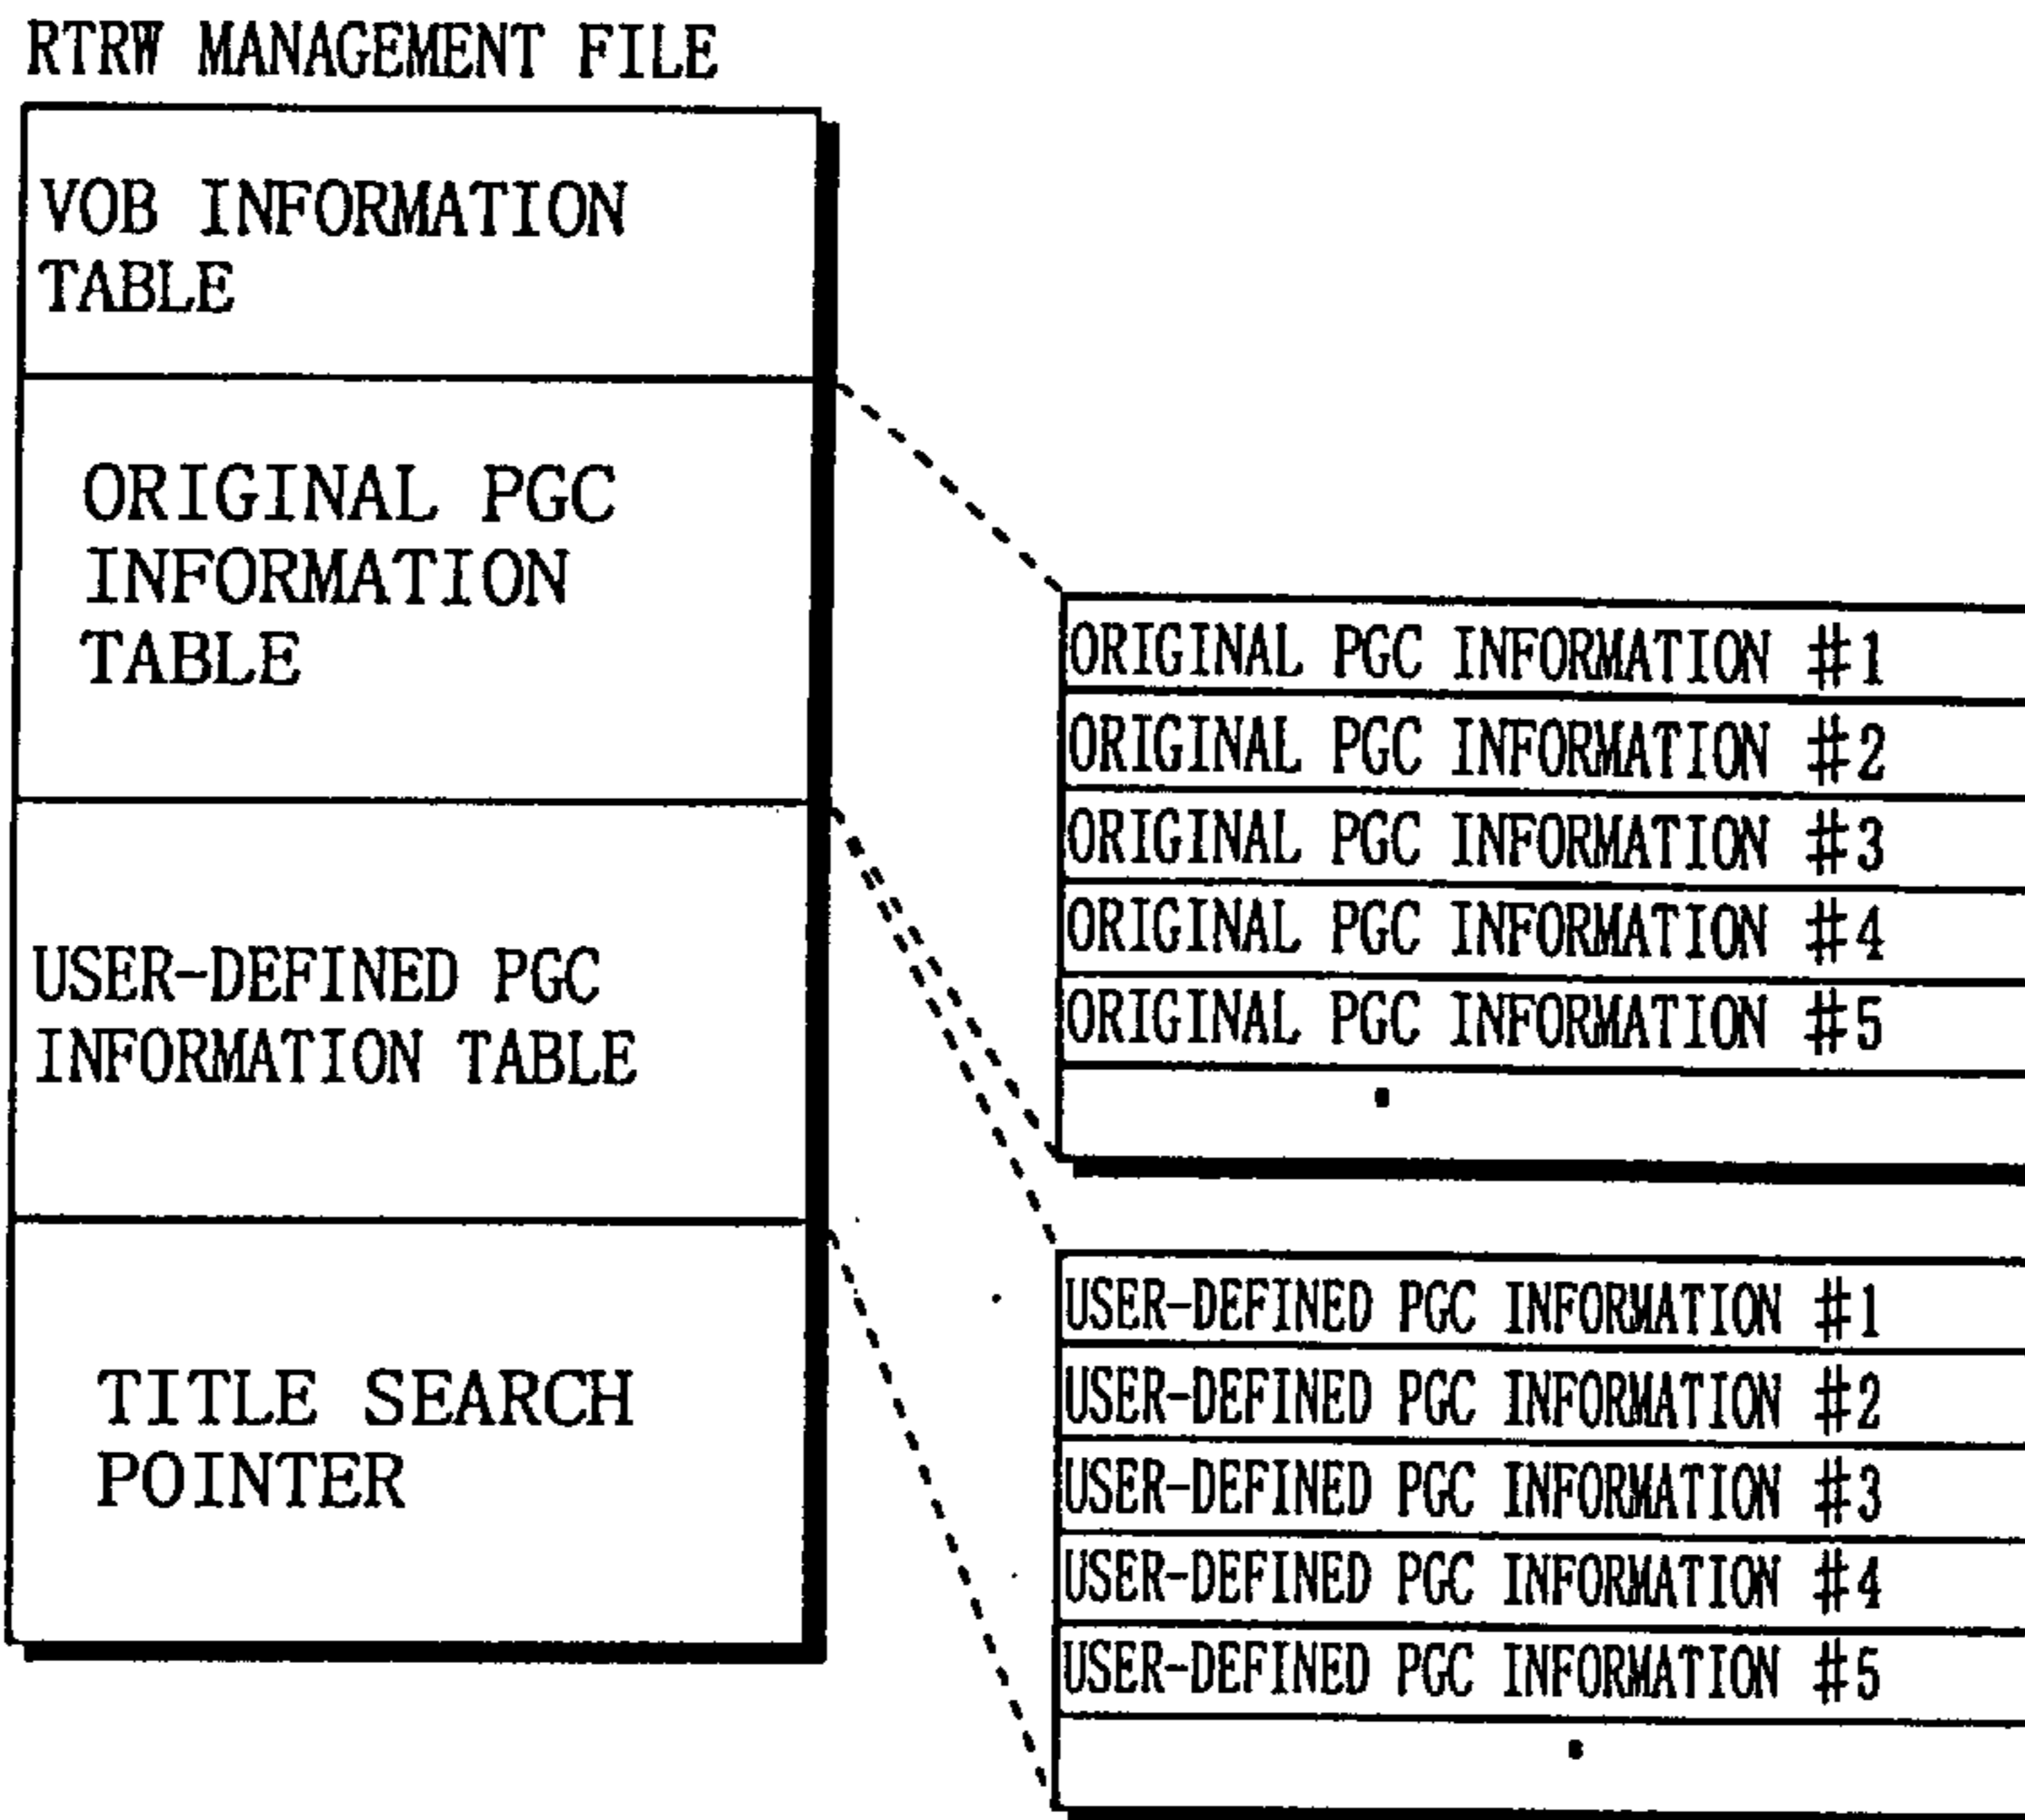 RTRW MANAGEMENT FILE
VOB INFORMATION
TABLE
ORIGINAL PGC
INFORMATION
TABLE
USER-DEFINED PGC
INFORMATION TABLE
TITLE SEARCH
POINTER
ORIGINAL PGC INFORMATION #1
ORIGINAL PGC INFORMATION #2
ORIGINAL PGC INFORMATION #3
ORIGINAL PGC INFORMATION #4
ORIGINAL PGC INFORMATION #5
USER-DEFINED PGC INFORMATION #1
USER-DEFINED PGC INFORMATION #2
USER-DEFINED PGC INFORMATION #3
USER-DEFINED PGC INFORMATION #4
USER-DEFINED PGC INFORMATION #5